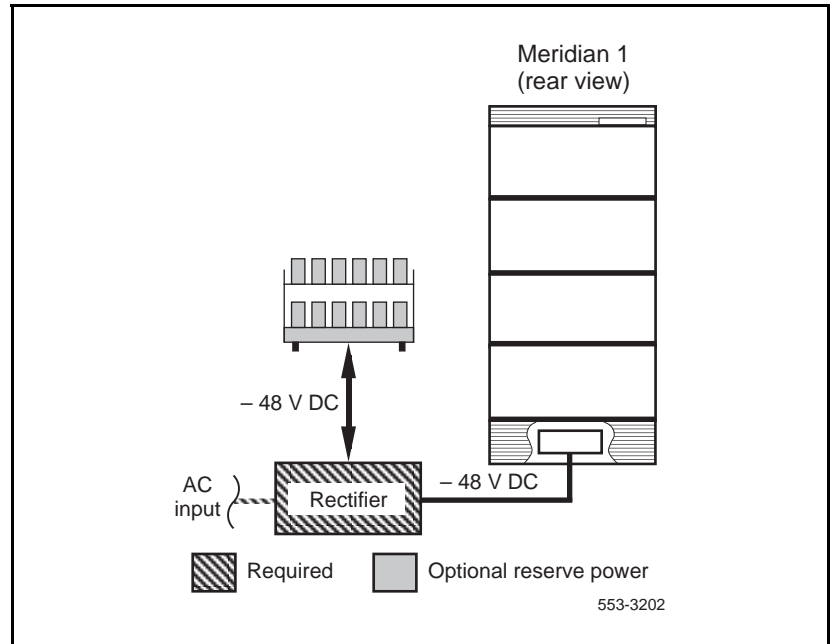 Meridian 1
(rear view)
– 48 V DC
AC
input
Rectifier
– 48 V DC
Required
Optional reserve power
553-3202